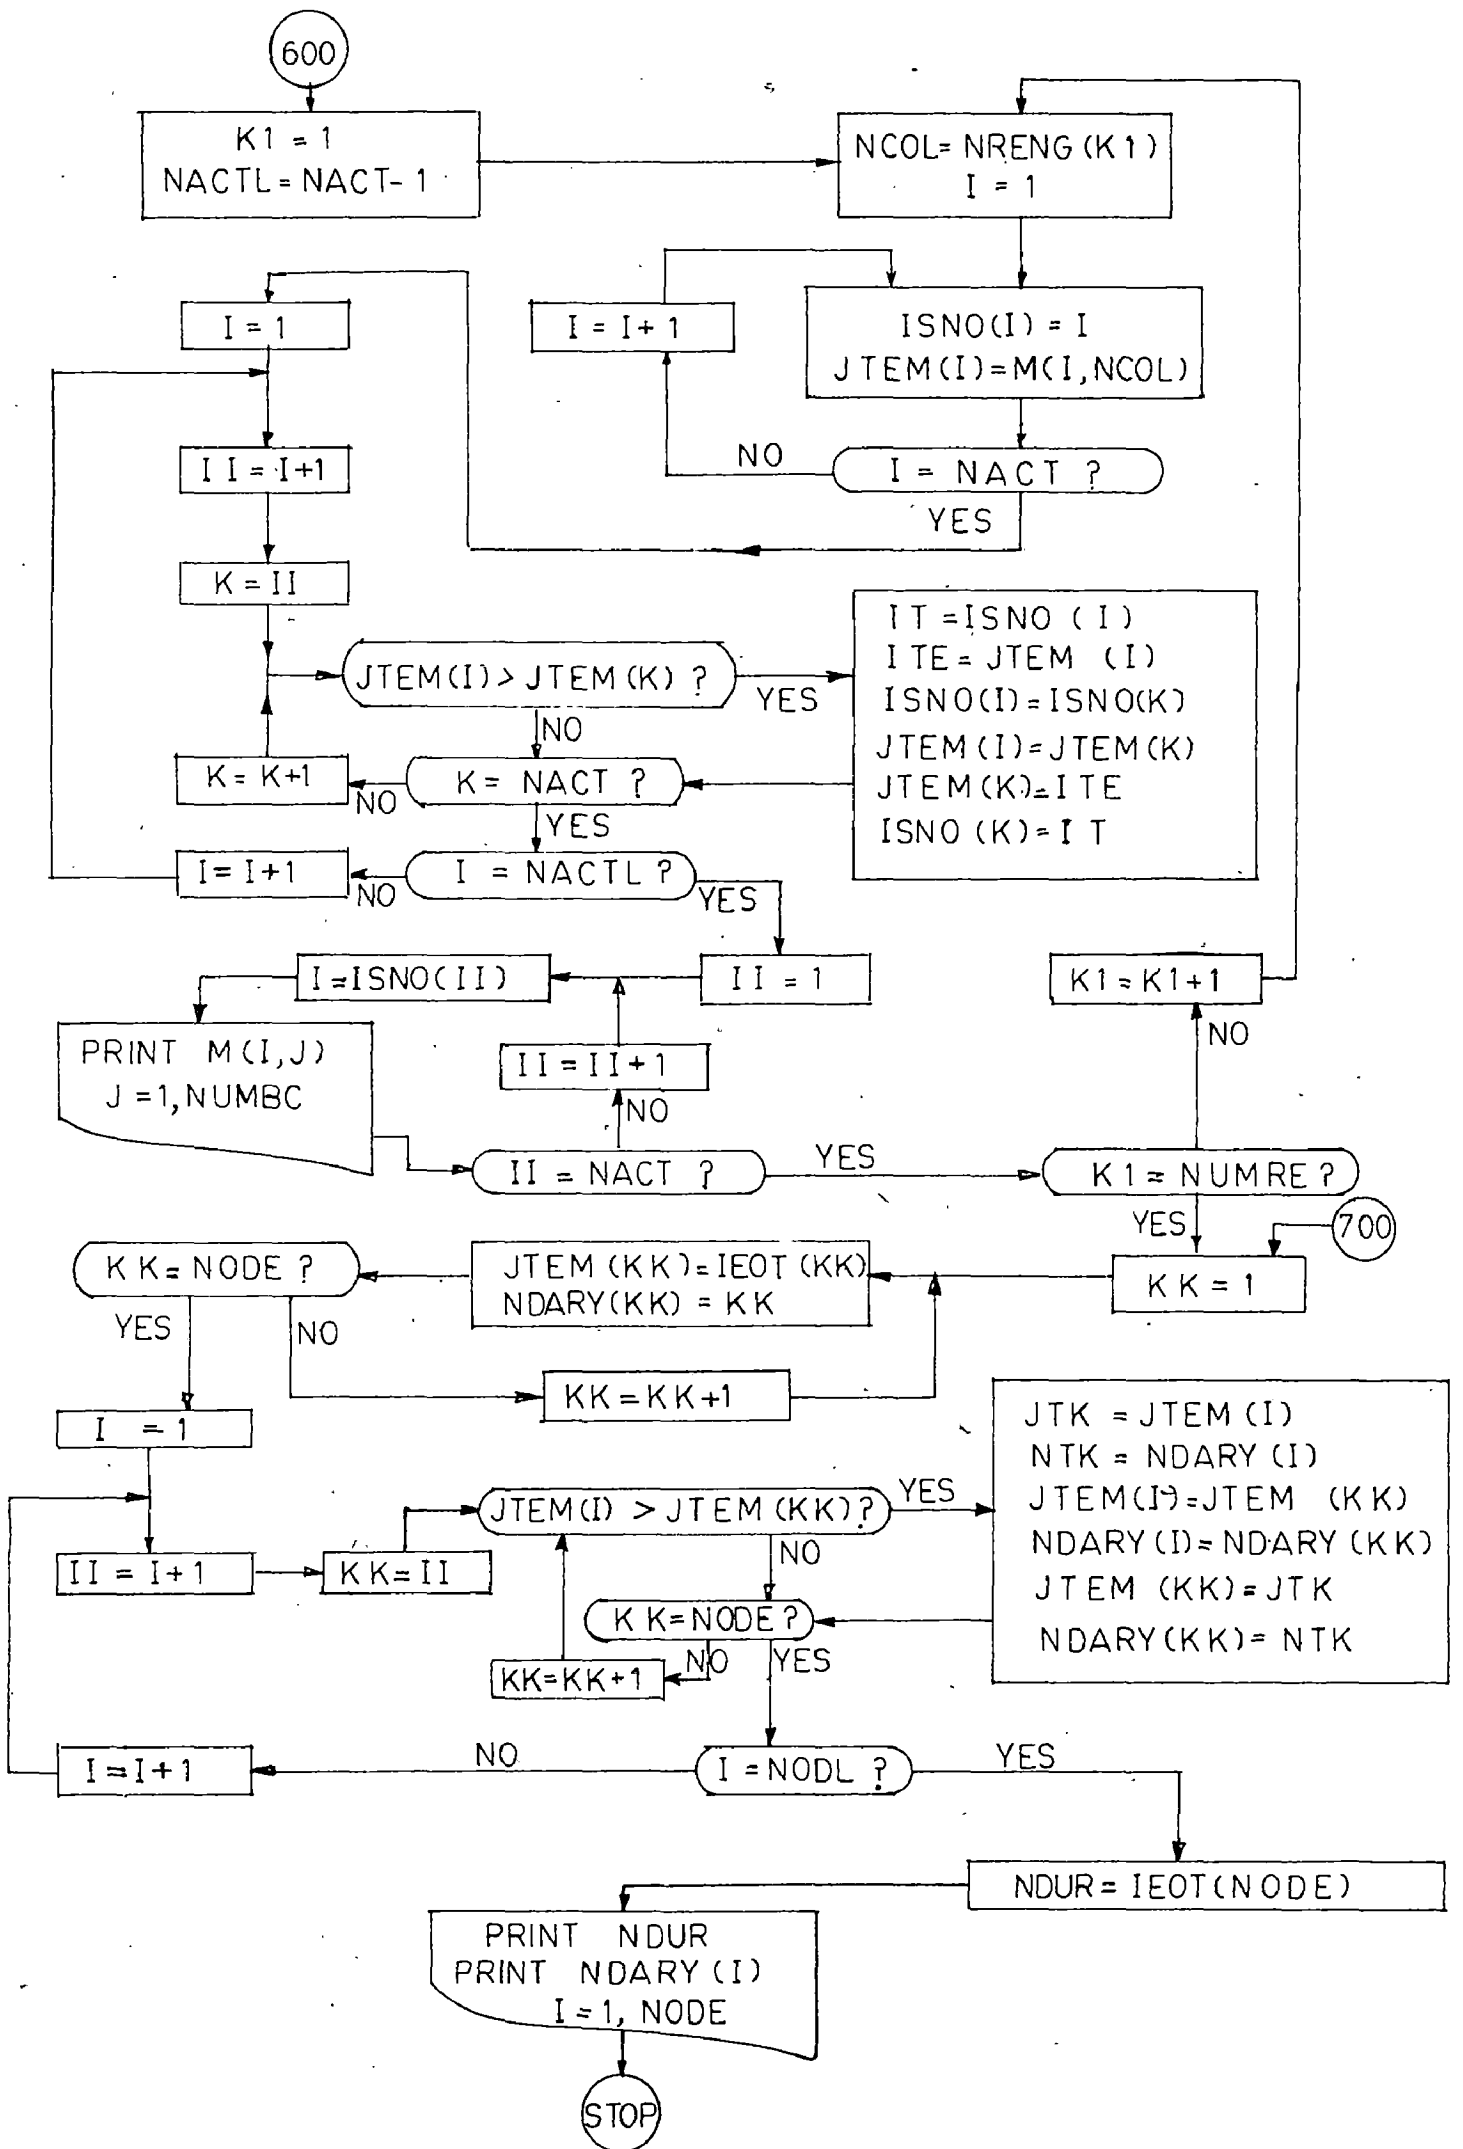 600
K1 = 1
NACTL = NACT - 1
NCOL = NRENG (K1)
I = 1
I = 1
I = I + 1
ISNO(I) = I
JTEM(I) = M(I, NCOL)
NO
I = NACT ?
YES
II = I+1
K = II
JTEM(I) > JTEM(K) ?
YES
NO
IT = ISNO (I)
ITE = JTEM (I)
ISNO(I) = ISNO(K)
JTEM(I) = JTEM(K)
JTEM(K) = ITE
ISNO (K) = IT
K = K+1
NO
K = NACT ?
YES
I = I+1
NO
I = NACTL ?
YES
I = ISNO(II)
II = 1
K1 = K1+1
NO
PRINT M(I,J)
J = 1, NUMBC
II = II + 1
NO
II = NACT ?
YES
K1 = NUMRE ?
YES
700
KK = NODE ?
YES
NO
JTEM (KK) = IEOT (KK)
NDARY(KK) = KK
KK = 1
KK = KK+1
I = 1
II = I+1
KK = II
JTEM(I) > JTEM(KK) ?
YES
NO
JTK = JTEM (I)
NTK = NDARY (I)
JTEM(I) = JTEM (KK)
NDARY (I) = NDARY (KK)
JTEM (KK) = JTK
NDARY(KK) = NTK
KK = NODE ?
NO
YES
KK = KK+1
I = I+1
NO
I = NODL ?
YES
NDUR = IEOT(NODE)
PRINT NDUR
PRINT NDARY (I)
I = 1, NODE
STOP